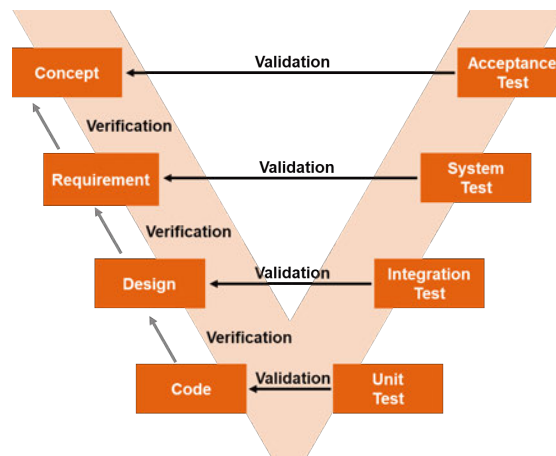 Concept
Validation
Acceptance
Test
Verification
Requirement
Validation
System
Test
Verification
Design
Validation
Integration
Test
Verification
Code
Validation
Unit
Test